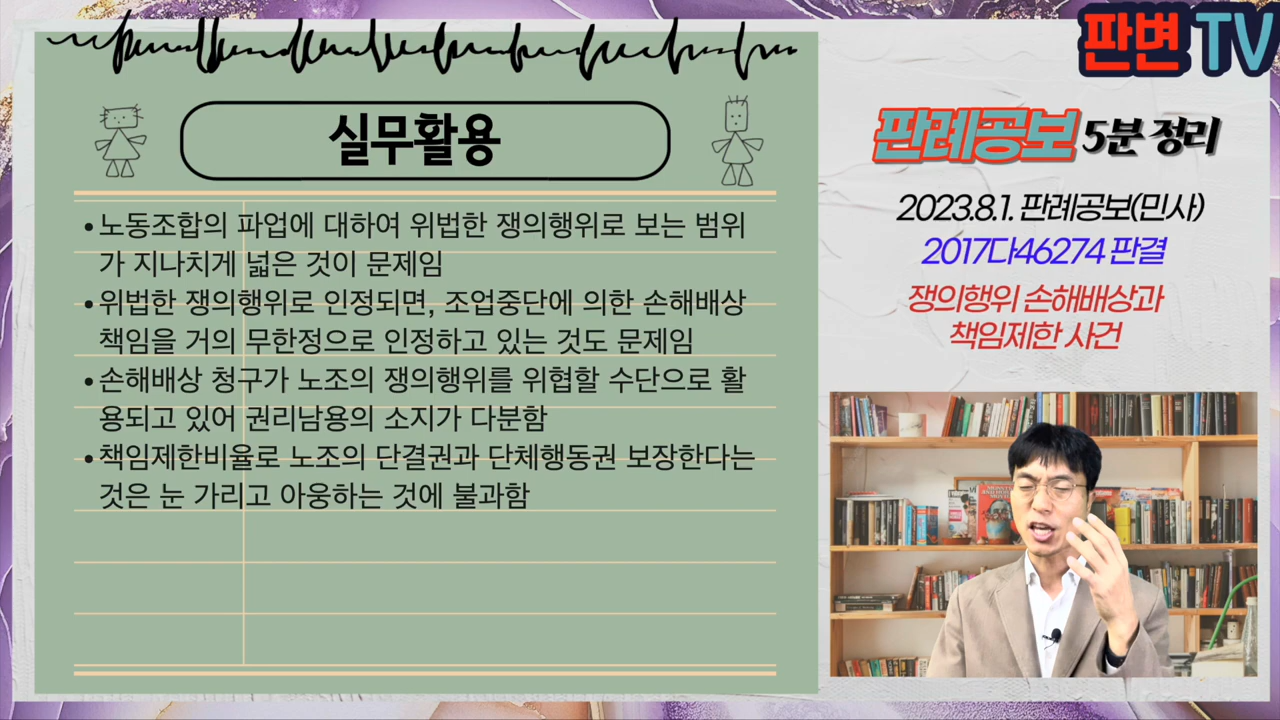 판변 TV
실무활용
• 노동조합의 파업에 대하여 위법한 쟁의행위로 보는 범위
가 지나치게 넓은 것이 문제임
• 위법한 쟁의행위로 인정되면, 조업중단에 의한 손해배상
책임을 거의 무한정으로 인정하고 있는 것도 문제임
• 손해배상 청구가 노조의 쟁의행위를 위협할 수단으로 활
용되고 있어 권리남용의 소지가 다분함
• 책임제한비율로 노조의 단결권과 단체행동권 보장한다는
것은 눈 가리고 아웅하는 것에 불과함
판례공보 5분 정리
2023.8.1. 판례공보(민사)
2017다46274 판결
쟁의행위 손해배상과
책임제한 사건